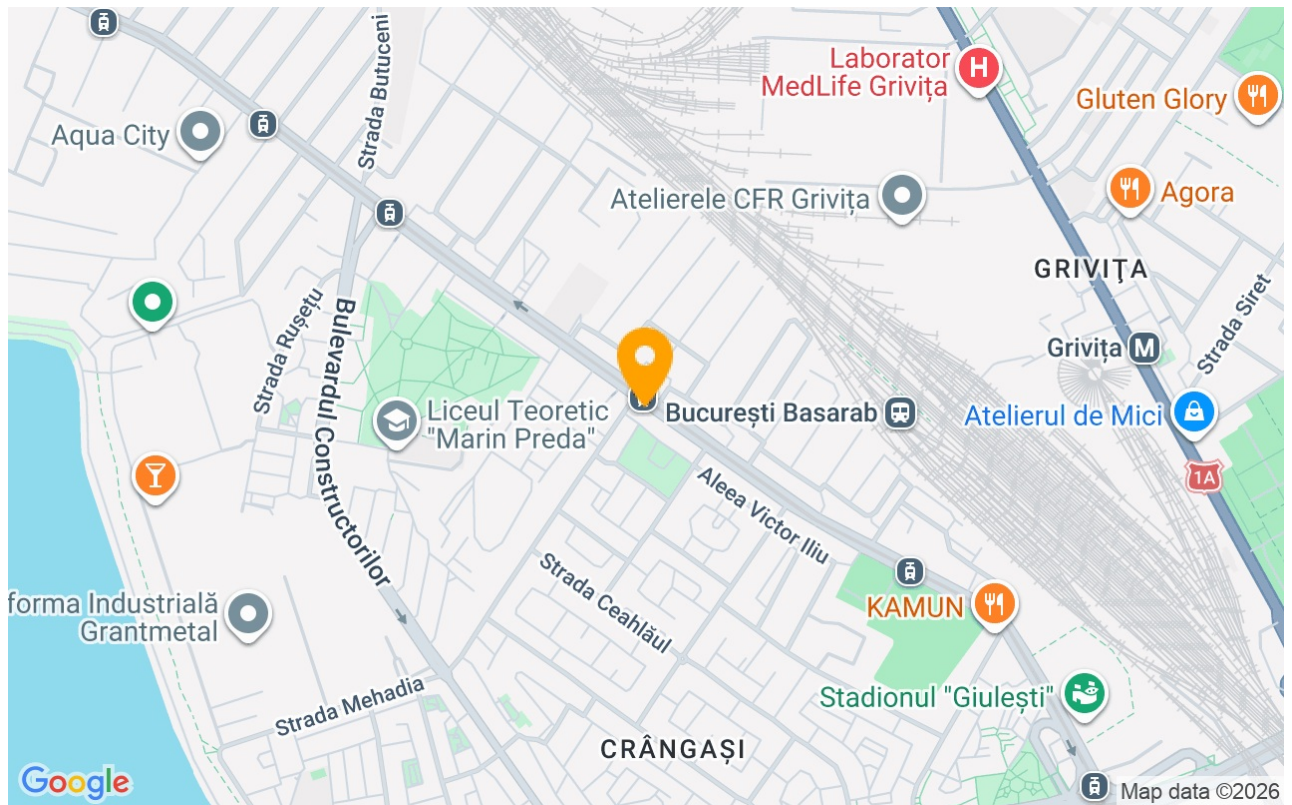 Strada Butuceni
Laborator
MedLife Grivița
H
Gluten Glory
Aqua City
Atelierele CFR Grivița
Agora
GRIVIŢA
Strada Rușețu
Bulevardul Constructorilor
Grivița M
Strada Siret
Liceul Teoretic
"Marin Preda"
București Basarab
Atelierul de Mici
1A
Aleea Victor Iliu
Strada Ceahlăul
forma Industrială
Grantmetal
KAMUN
Strada Mehadia
Stadionul "Giulești"
CRÂNGAȘI
Google
Map data ©2026